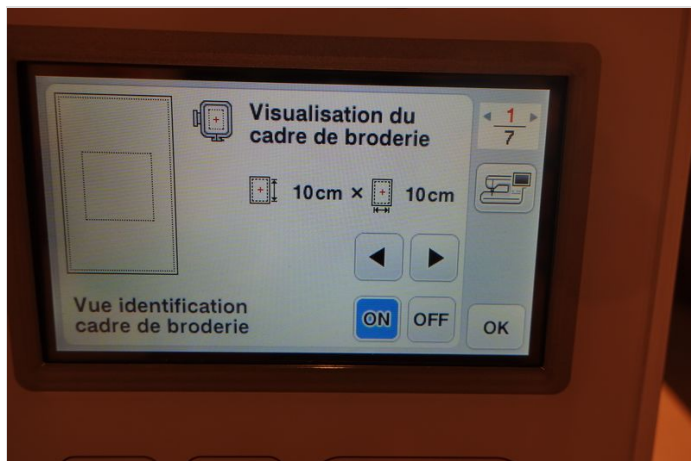 Visualisation du
cadre de broderie
1
7
10cm × 10cm
Vue identification
cadre de broderie
ON OFF
OK